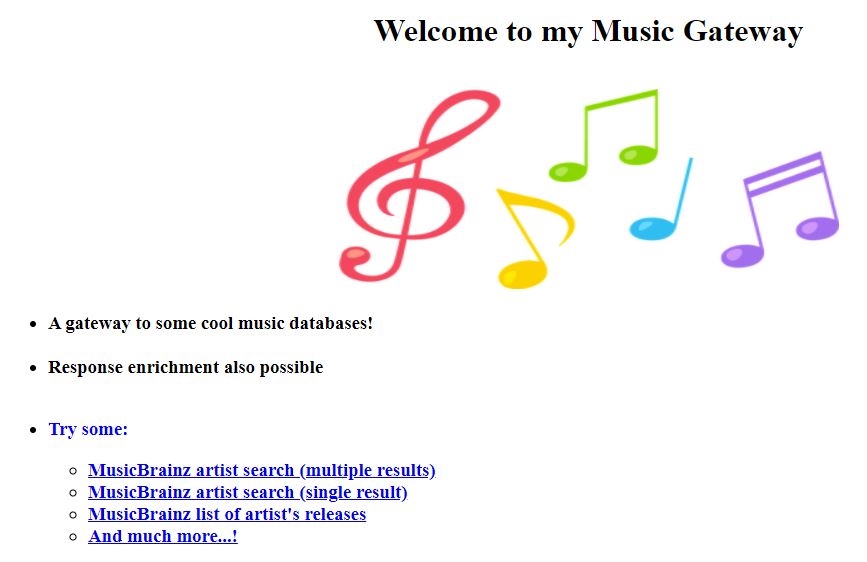 Welcome to my Music Gateway
A gateway to some cool music databases!
Response enrichment also possible
Try some:
MusicBrainz artist search (multiple results)
MusicBrainz artist search (single result)
MusicBrainz list of artist's releases
And much more...!